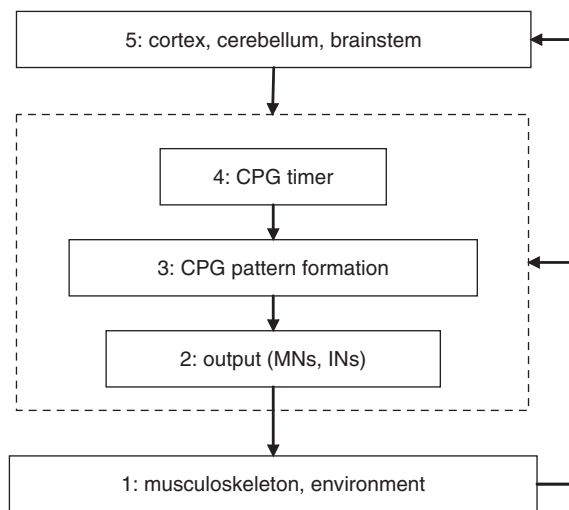 5: cortex, cerebellum, brainstem
4: CPG timer
3: CPG pattern formation
2: output (MNs, INs)
1: musculoskeleton, environment